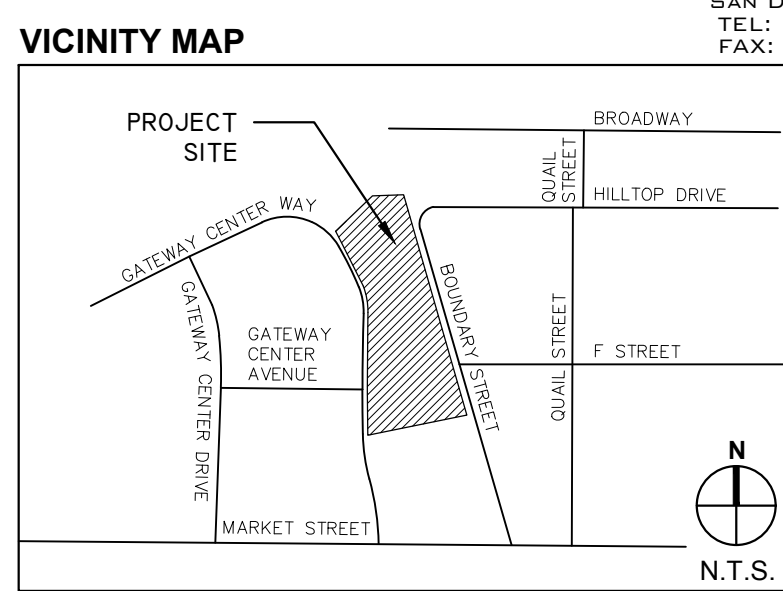 SAN D
TEL:
FAX:
VICINITY MAP
PROJECT
SITE
BROADWAY
QUAIL
STREET
HILLTOP DRIVE
GATEWAY CENTER WAY
GATEWAY CENTER DRIVE
GATEWAY
CENTER
AVENUE
BOUNDARY STREET
QUAIL STREET
F STREET
MARKET STREET
N
N.T.S.